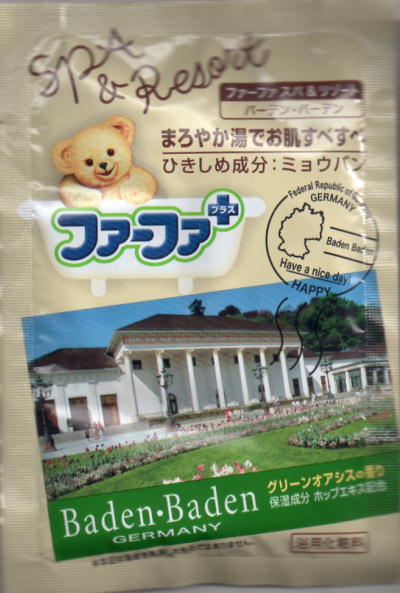 SPA
& Resort
ファーファ スパ&リゾート
バーデン・バーデン
まろやか湯でお肌すべすべ
ひきしめ成分:ミョウバン
ファーファ
プラス
Federal Republic of
GERMANY
Baden Baden
Have a nice day!
HAPPY
グリーンオアシスの香り
保湿成分 ホップエキス配合
Baden・Baden
GERMANY
浴用化粧料